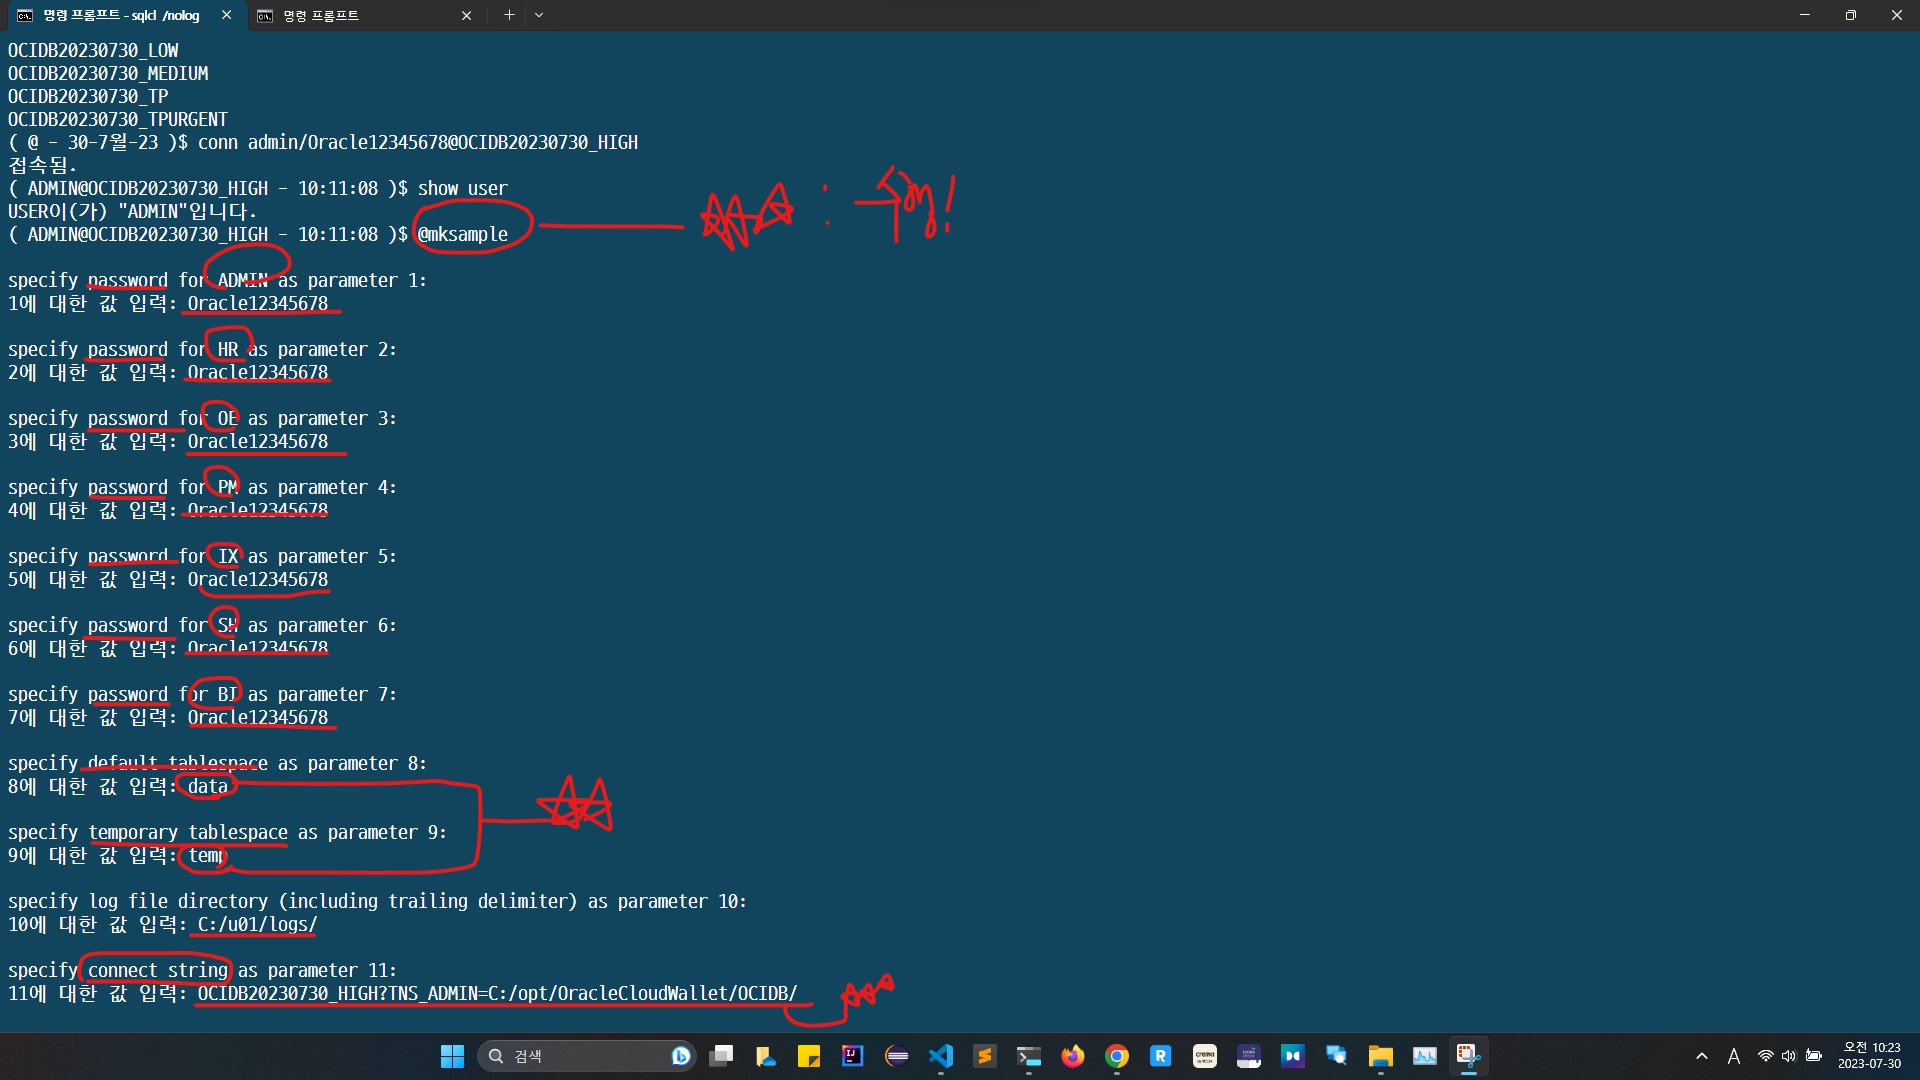 명령 프롬프트 - sqlcl /nolog
명령 프롬프트
OCIDB20230730_LOW
OCIDB20230730_MEDIUM
OCIDB20230730_TP
OCIDB20230730_TPURGENT
( @ - 30-7월-23 )$ conn admin/Oracle12345678@OCIDB20230730_HIGH
접속됨.
( ADMIN@OCIDB20230730_HIGH - 10:11:08 )$ show user
USER이(가) "ADMIN"입니다.
( ADMIN@OCIDB20230730_HIGH - 10:11:08 )$ @mksample
specify password for ADMIN as parameter 1:
1에 대한 값 입력: Oracle12345678
specify password for HR as parameter 2:
2에 대한 값 입력: Oracle12345678
specify password for OE as parameter 3:
3에 대한 값 입력: Oracle12345678
specify password for PM as parameter 4:
4에 대한 값 입력: Oracle12345678
specify password for IX as parameter 5:
5에 대한 값 입력: Oracle12345678
specify password for SH as parameter 6:
6에 대한 값 입력: Oracle12345678
specify password for BI as parameter 7:
7에 대한 값 입력: Oracle12345678
specify default tablespace as parameter 8:
8에 대한 값 입력: data
specify temporary tablespace as parameter 9:
9에 대한 값 입력: temp
specify log file directory (including trailing delimiter) as parameter 10:
10에 대한 값 입력: C:/u01/logs/
specify connect string as parameter 11:
11에 대한 값 입력: OCIDB20230730_HIGH?TNS_ADMIN=C:/opt/OracleCloudWallet/OCIDB/
검색
A
오전 10:23
2023-07-30